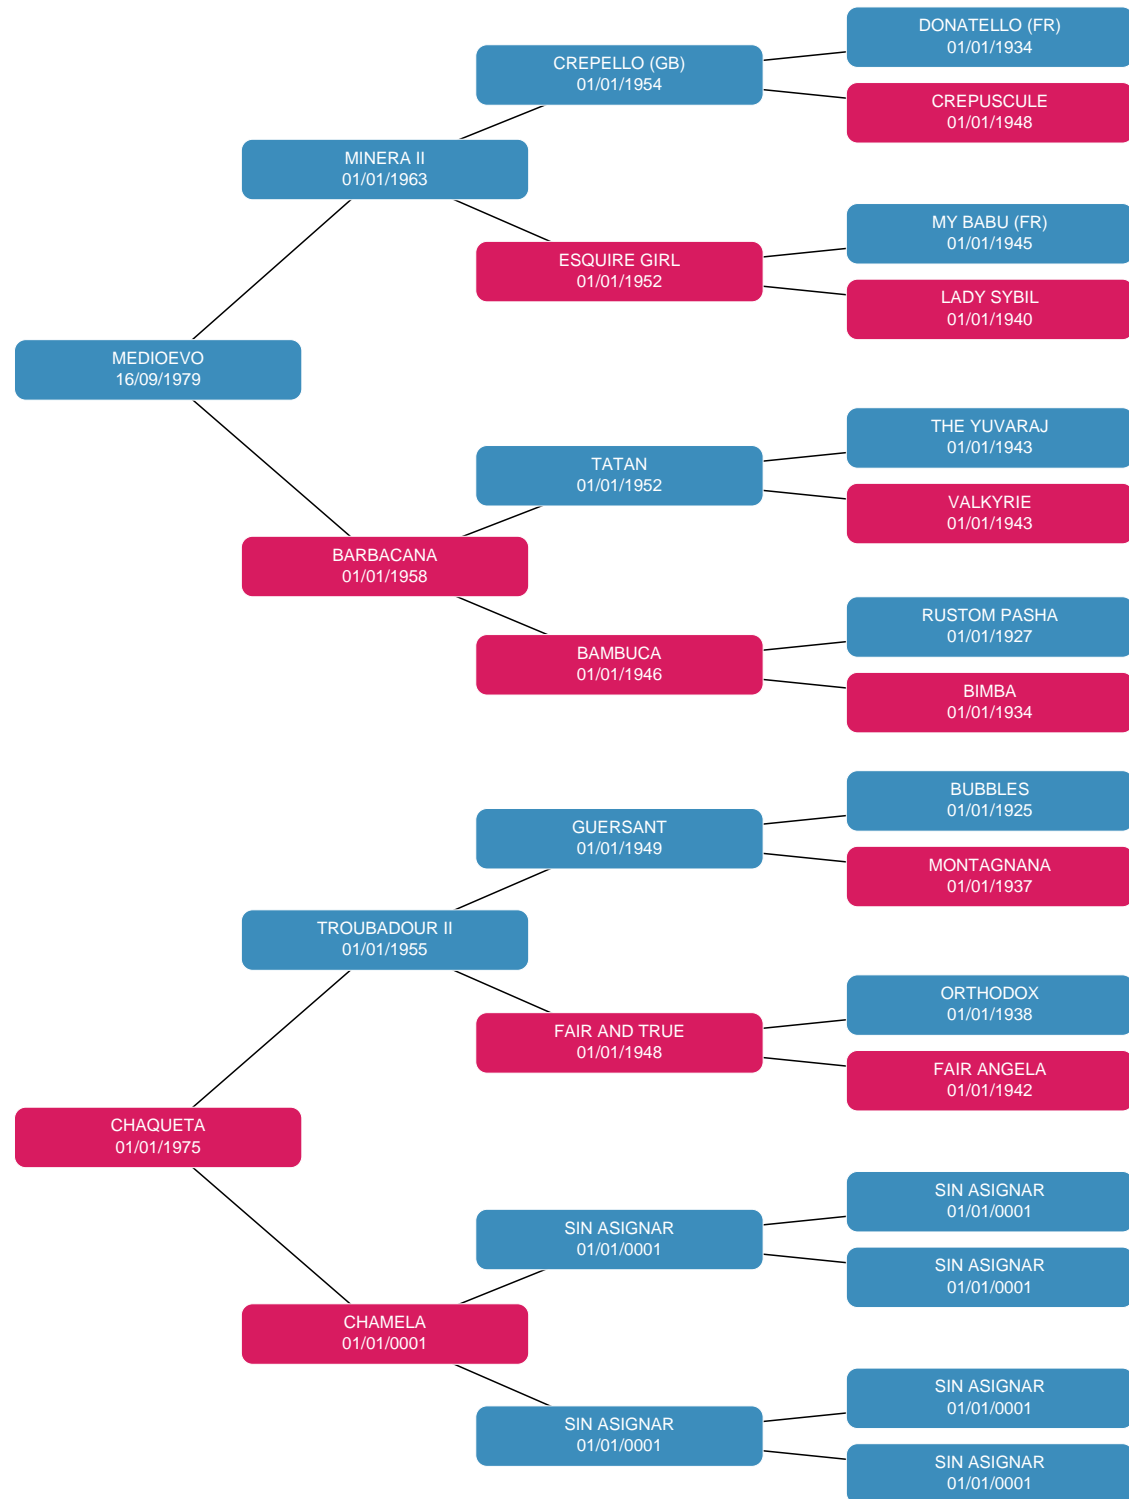 DONATELLO (FR)
01/01/1934
CREPELLO (GB)
01/01/1954
CREPUSCULE
01/01/1948
MINERA II
01/01/1963
MY BABU (FR)
01/01/1945
ESQUIRE GIRL
01/01/1952
LADY SYBIL
01/01/1940
MEDIOEVO
16/09/1979
THE YUVARAJ
01/01/1943
TATAN
01/01/1952
VALKYRIE
01/01/1943
BARBACANA
01/01/1958
RUSTOM PASHA
01/01/1927
BAMBUCA
01/01/1946
BIMBA
01/01/1934
BUBBLES
01/01/1925
GUERSANT
01/01/1949
MONTAGNANA
01/01/1937
TROUBADOUR II
01/01/1955
ORTHODOX
01/01/1938
FAIR AND TRUE
01/01/1948
FAIR ANGELA
01/01/1942
CHAQUETA
01/01/1975
SIN ASIGNAR
01/01/0001
SIN ASIGNAR
01/01/0001
SIN ASIGNAR
01/01/0001
CHAMELA
01/01/0001
SIN ASIGNAR
01/01/0001
SIN ASIGNAR
01/01/0001
SIN ASIGNAR
01/01/0001